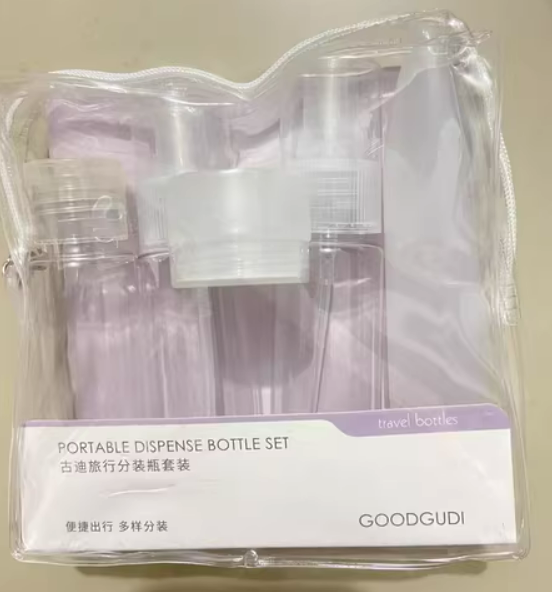 travel bottles
PORTABLE DISPENSE BOTTLE SET
古迪旅行分装瓶套装
便捷出行 多样分装
GOODGUDI